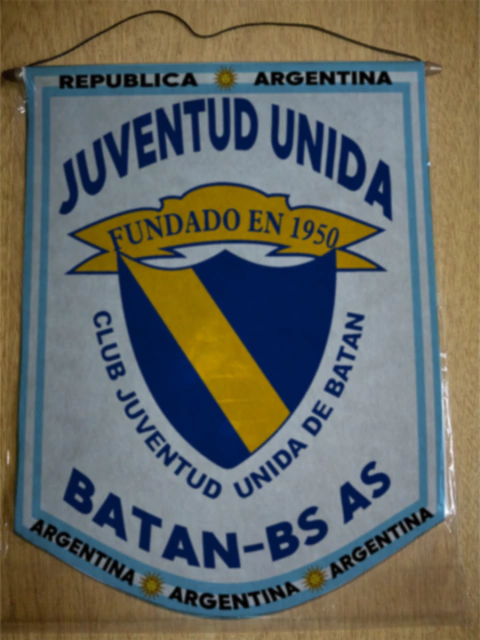 REPUBLICA ARGENTINA
JUVENTUD UNIDA
FUNDADO EN 1950
CLUB JUVENTUD UNIDA DE BATAN
BATAN-BS AS
ARGENTINA ARGENTINA ARGENTINA